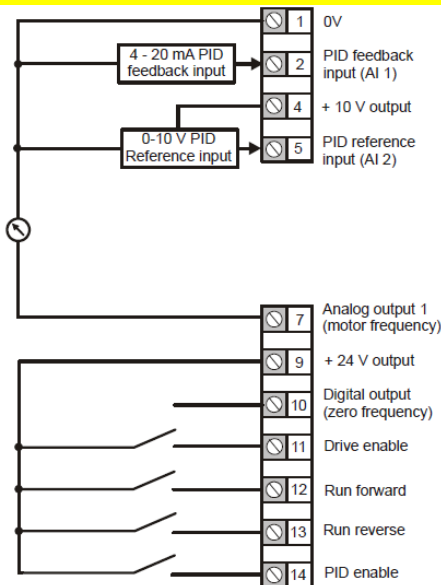 1 0V
4 - 20 mA PID
feedback input
2 PID feedback
input (AI 1)
4 + 10 V output
0-10 V PID
Reference input
5 PID reference
input (AI 2)
7 Analog output 1
(motor frequency)
9 + 24 V output
10 Digital output
(zero frequency)
11 Drive enable
12 Run forward
13 Run reverse
14 PID enable